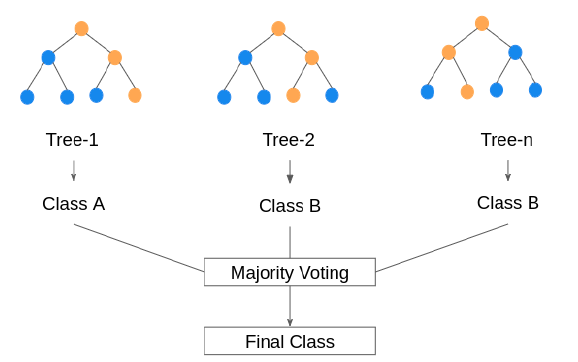 Tree-1
Tree-2
Tree-n
Class A
Class B
Class B
Majority Voting
Final Class